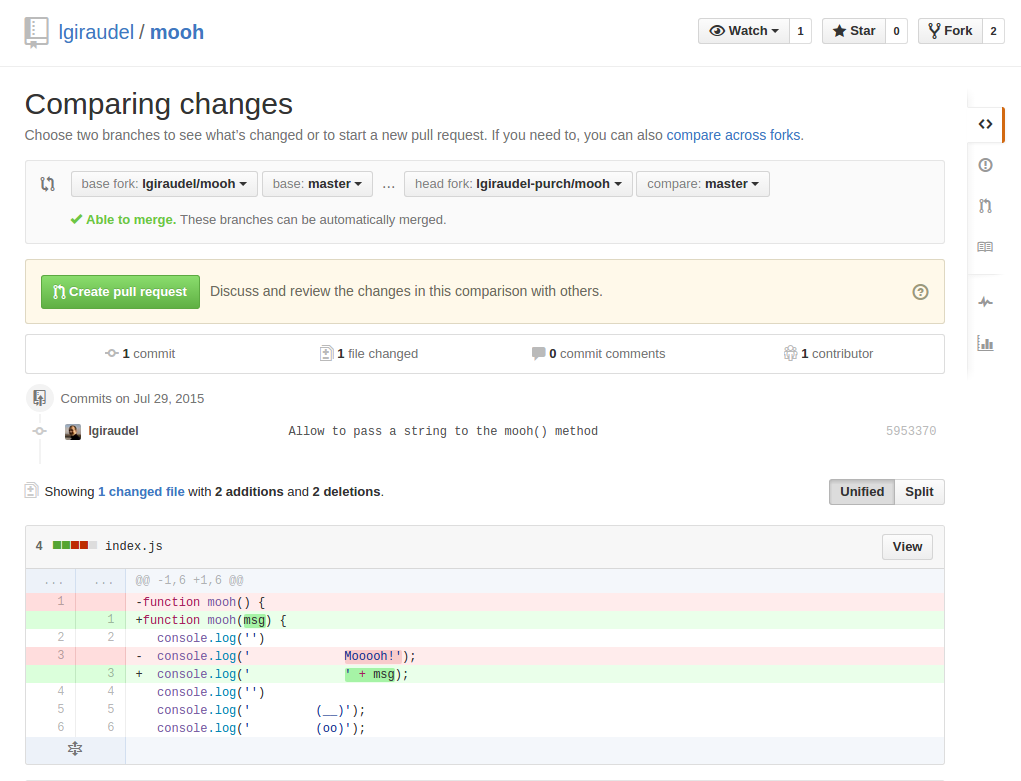 lgiraudel / mooh
Watch 1 Star 0 Fork 2
Comparing changes
Choose two branches to see what's changed or to start a new pull request. If you need to, you can also compare across forks.
base fork: lgiraudel/mooh base: master ... head fork: lgiraudel-purch/mooh compare: master
Able to merge. These branches can be automatically merged.
Create pull request Discuss and review the changes in this comparison with others.
1 commit 1 file changed 0 commit comments 1 contributor
Commits on Jul 29, 2015
lgiraudel Allow to pass a string to the mooh() method 5953370
Showing 1 changed file with 2 additions and 2 deletions. Unified Split
4 index.js View
... ... @@ -1,6 +1,6 @@
1 -function mooh() {
1 +function mooh(msg) {
2 2 console.log('')
3 - console.log('             Mooooh!');
3 + console.log('             ' + msg);
4 4 console.log('')
5 5 console.log('         (__)');
6 6 console.log('         (oo)');